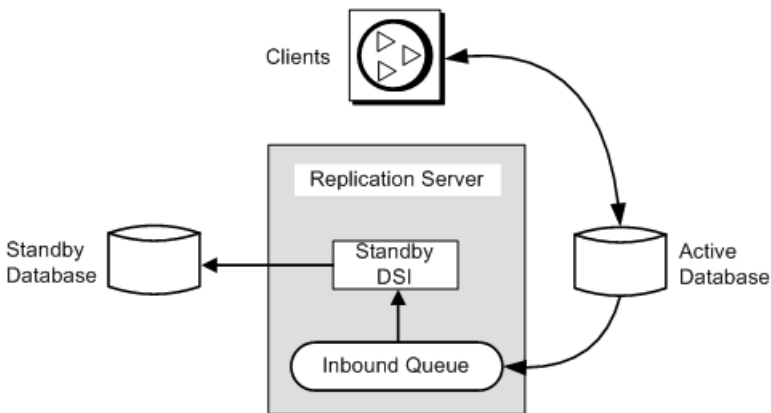 Clients
Replication Server
Standby
Database
Standby
DSI
Active
Database
Inbound Queue